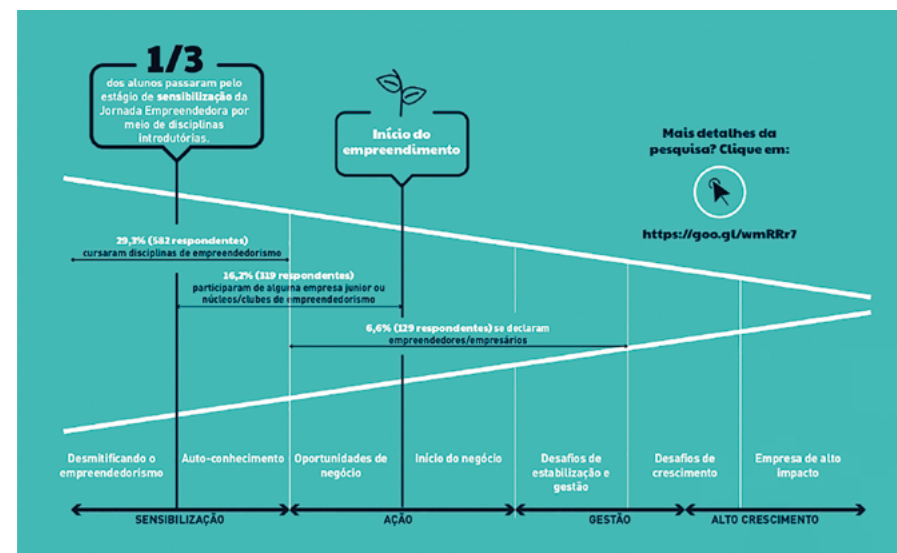 1/3
dos alunos passaram pelo
estágio de sensibilização da
Jornada Empreendedora por
meio de disciplinas
introdutórias.
Início do
empreendimento
Mais detalhes da
pesquisa? Clique em:
https://goo.gl/wmRRr7
29,3% (582 respondentes)
cursaram disciplinas de empreendedorismo
16,2% (319 respondentes)
participaram de alguma empresa junior ou
núcleos/clubes de empreendedorismo
6,6% (129 respondentes) se declaram
empreendedores/empresários
Desmitificando o
empreendedorismo
Auto-conhecimento
Oportunidades de
negócio
Início do negócio
Desafios de
estabilização e
gestão
Desafios de
crescimento
Empresa de alto
impacto
SENSIBILIZAÇÃO
AÇÃO
GESTÃO
ALTO CRESCIMENTO